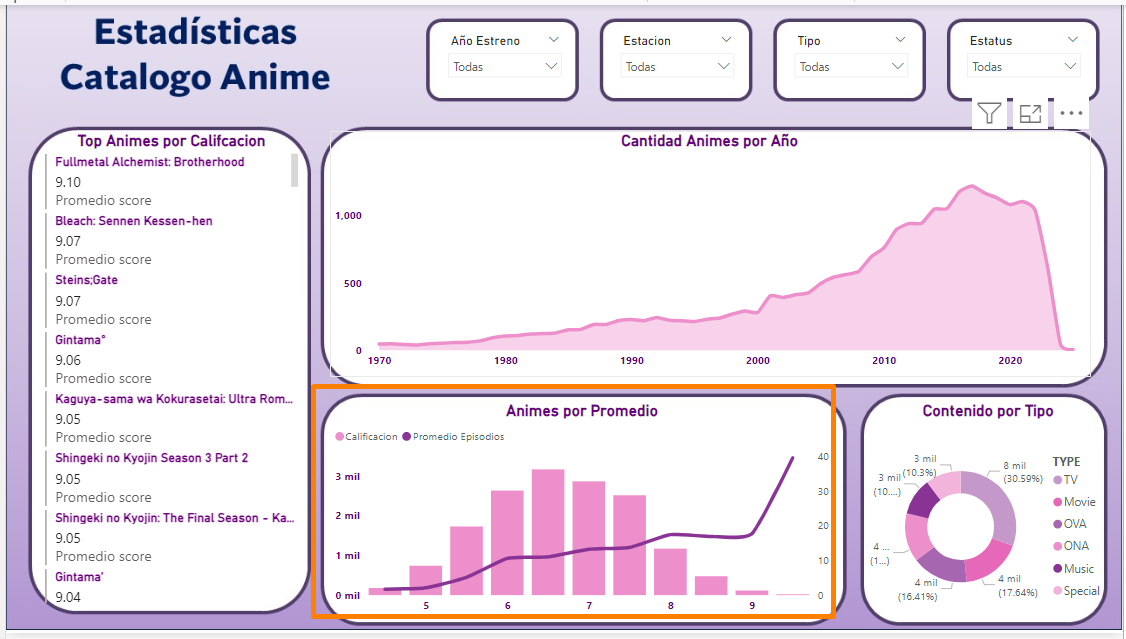 Estadísticas
Catalogo Anime
Año Estreno
Todas
Estacion
Todas
Tipo
Todas
Estatus
Todas
Top Animes por Califcacion
Fullmetal Alchemist: Brotherhood
9.10
Promedio score
Bleach: Sennen Kessen-hen
9.07
Promedio score
Steins;Gate
9.07
Promedio score
Gintama°
9.06
Promedio score
Kaguya-sama wa Kokurasetai: Ultra Rom...
9.05
Promedio score
Shingeki no Kyojin Season 3 Part 2
9.05
Promedio score
Shingeki no Kyojin: The Final Season - Ka...
9.05
Promedio score
Gintama'
9.04
Cantidad Animes por Año
1,000
500
0
1970 1980 1990 2000 2010 2020
Animes por Promedio
Calificacion Promedio Episodios
3 mil
2 mil
1 mil
0 mil
40
30
20
10
0
5 6 7 8 9
Contenido por Tipo
8 mil
(30.59%)
4 mil
(17.64%)
4 mil
(16.41%)
4 ...
(1...)
3 mil
(10....)
3 mil
(10.3%)
TYPE
TV
Movie
OVA
ONA
Music
Special